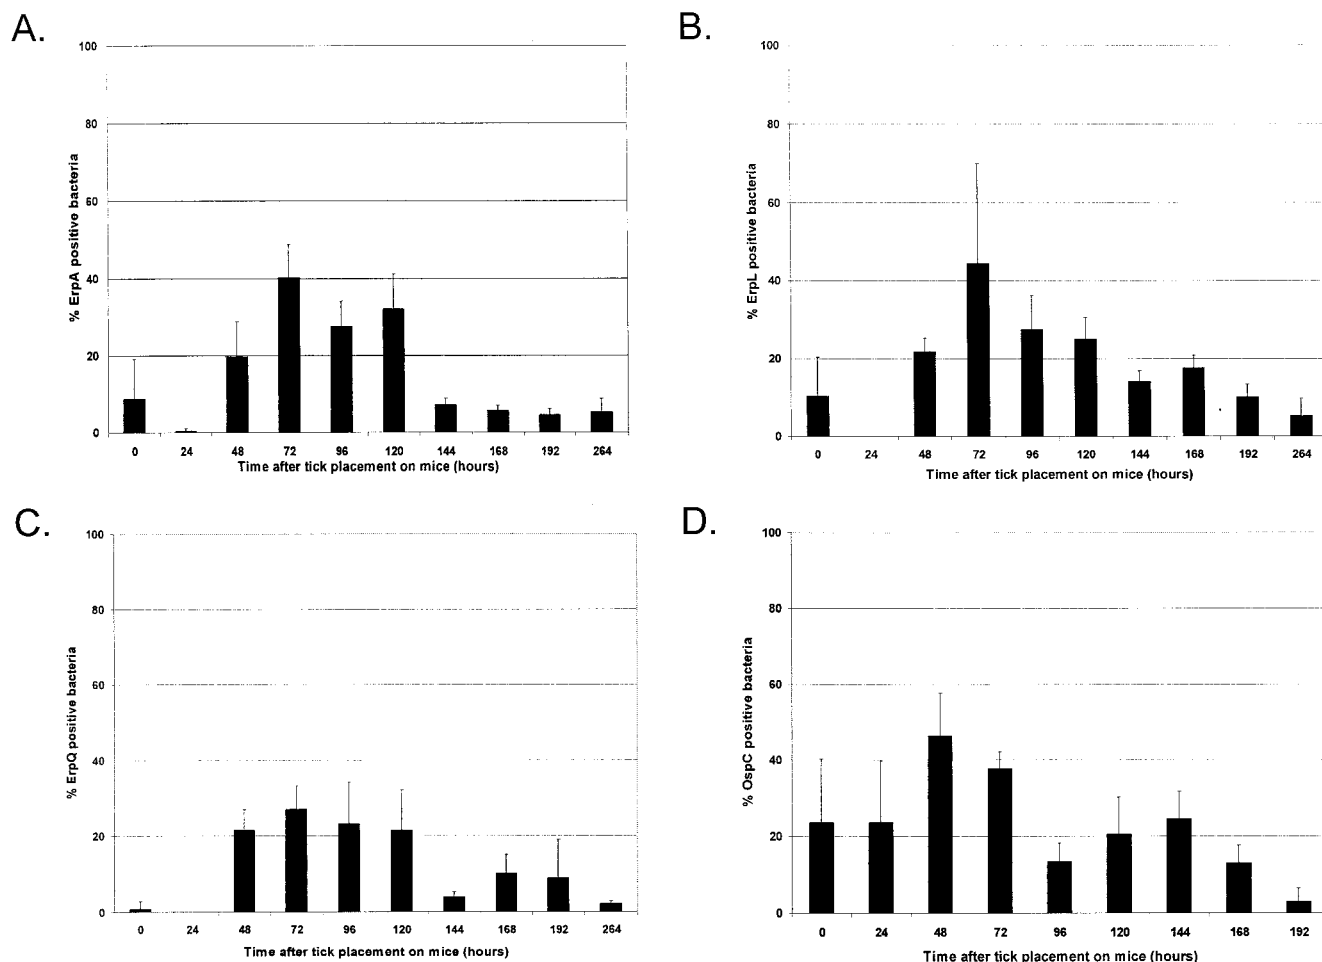 A.
% ErpA positive bacteria
100
80
60
40
20
0
0 24 48 72 96 120 144 168 192 264
Time after tick placement on mice (hours)
B.
% ErpL positive bacteria
100
80
60
40
20
0
0 24 48 72 96 120 144 168 192 264
Time after tick placement on mice (hours)
C.
% ErpQ positive bacteria
100
80
60
40
20
0
0 24 48 72 96 120 144 168 192 264
Time after tick placement on mice (hours)
D.
% OspC positive bacteria
100
80
60
40
20
0
0 24 48 72 96 120 144 168 192
Time after tick placement on mice (hours)